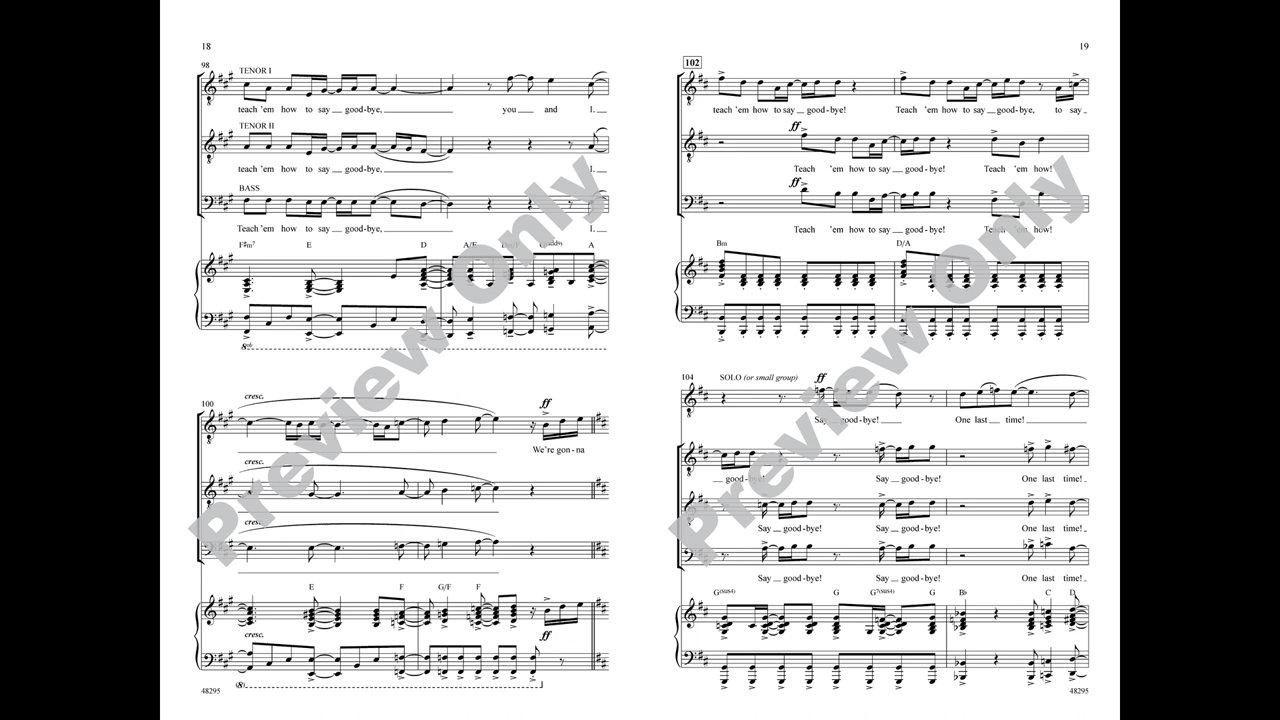 18
98
TENOR I
teach 'em how to say good-bye, you and I.
TENOR II
teach 'em how to say good-bye, I.
BASS
Teach 'em how to say good-bye, I.
F#m7 E D A/E A
8vb
cresc.
100
ff
We're gon-na
cresc.
cresc.
E F G/F F
cresc.
ff
(8)
48295
Preview Only
19
102
teach 'em how to say good-bye! Teach 'em how to say good-bye, to say
ff
Teach 'em how to say good-bye! Teach 'em how!
ff
Teach 'em how to say good-bye! Teach 'em how!
Bm D/A
104 SOLO (or small group) ff
Say good-bye! One last time!
good-bye! Say good-bye! One last time!
Say good-bye! Say good-bye! One last time!
Say good-bye! Say good-bye! One last time!
G(sus4) G G7(sus4) G B♭ C D
48295
Preview Only